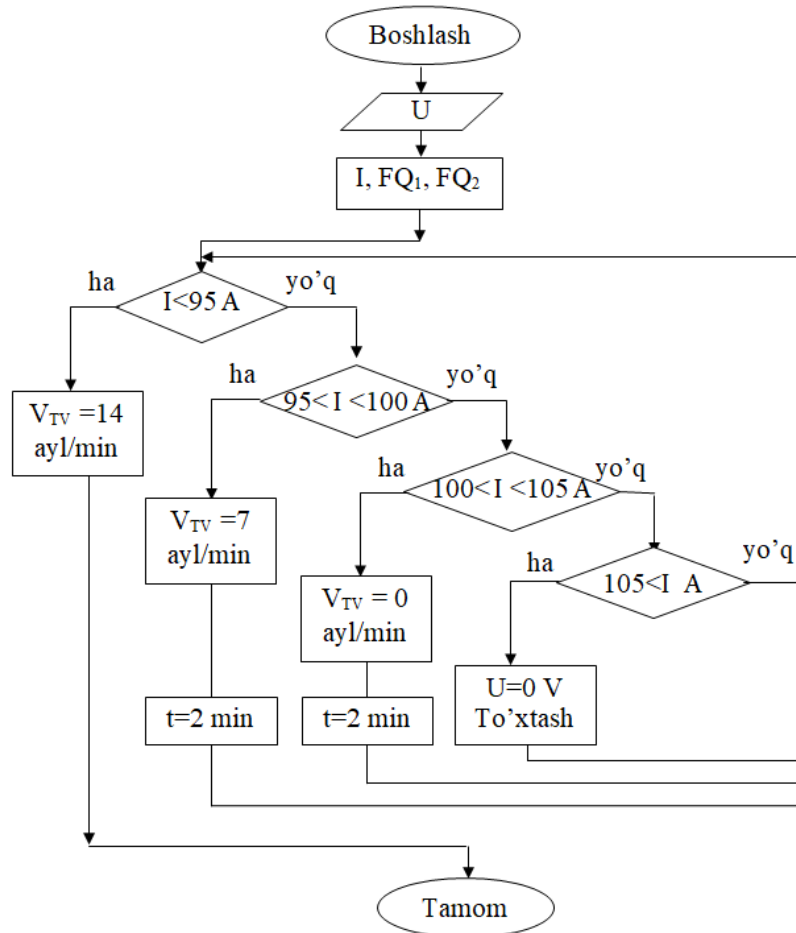 Boshlash
U
I, FQ₁, FQ₂
ha
yo’q
I<95 A
ha
yo’q
95< I <100 A
V_TV =14
ayl/min
ha
yo’q
100< I <105 A
V_TV =7
ayl/min
ha
yo’q
105<I A
V_TV = 0
ayl/min
U=0 V
To’xtash
t=2 min
t=2 min
Tamom